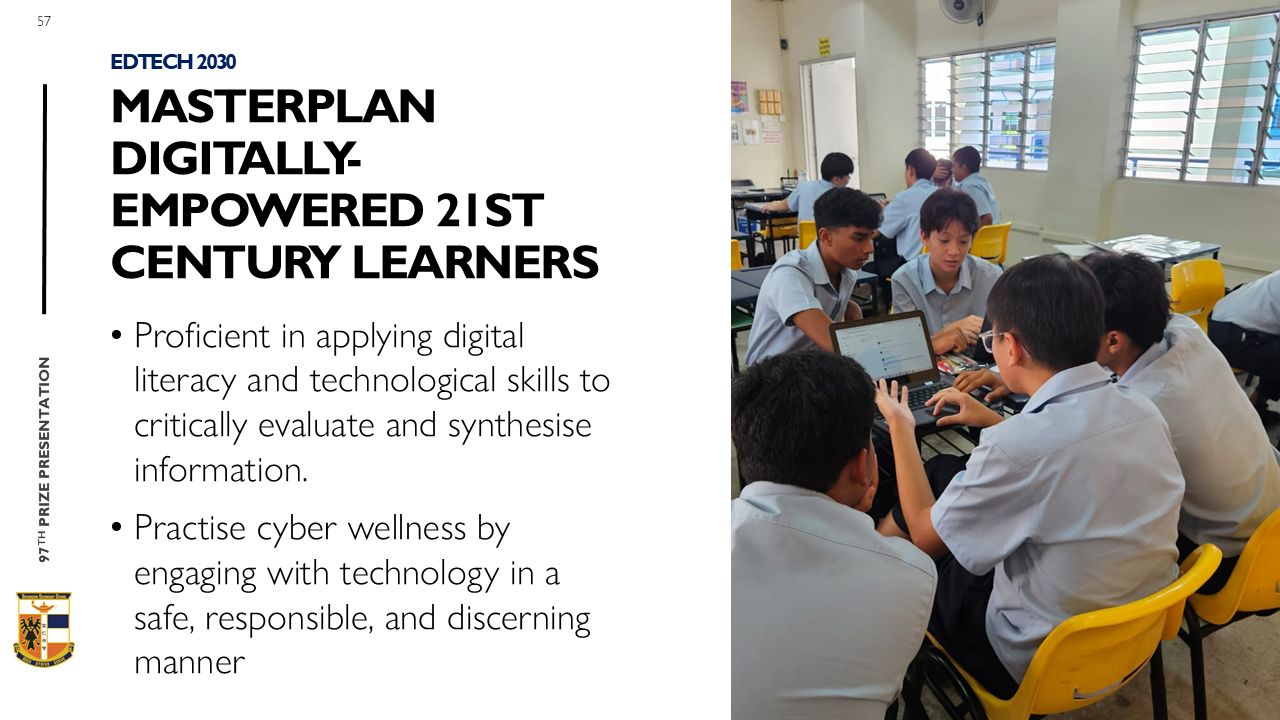 57
EDTECH 2030
MASTERPLAN
DIGITALLY-
EMPOWERED 21ST
CENTURY LEARNERS
• Proficient in applying digital
literacy and technological skills to
critically evaluate and synthesise
information.
• Practise cyber wellness by
engaging with technology in a
safe, responsible, and discerning
manner
97TH PRIZE PRESENTATION